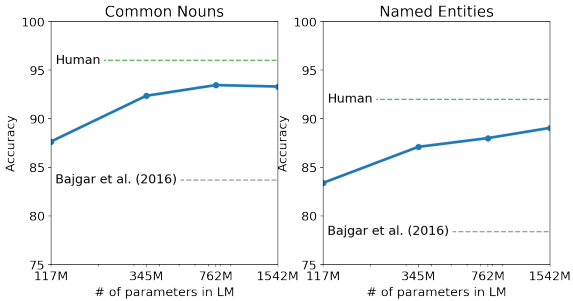 Common Nouns
100
95
90
85
80
75
Accuracy
Human
Bajgar et al. (2016)
117M
345M
762M
1542M
# of parameters in LM
Named Entities
100
95
90
85
80
75
Accuracy
Human
Bajgar et al. (2016)
117M
345M
762M
1542M
# of parameters in LM